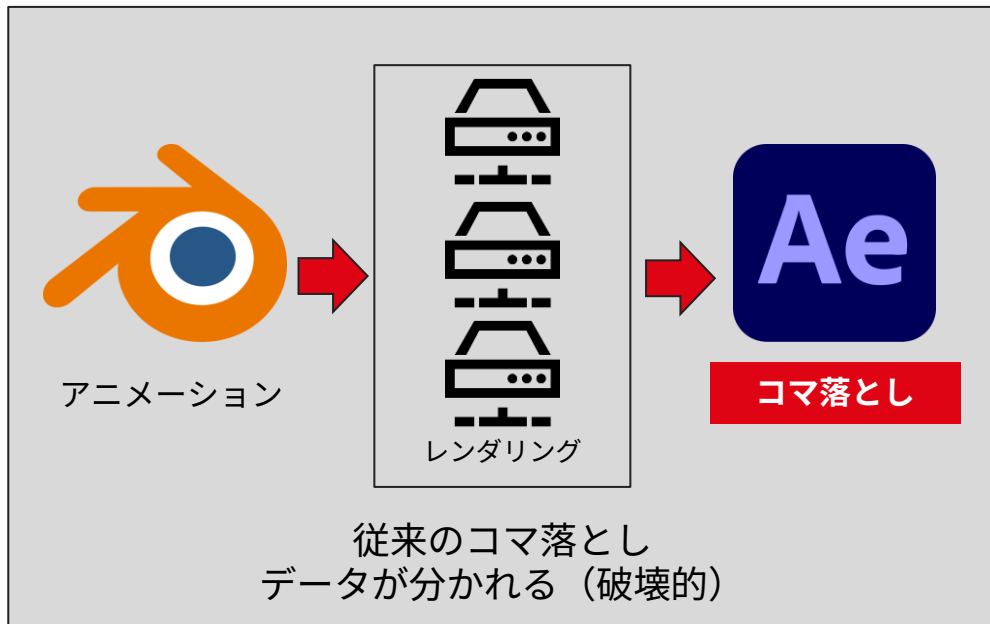 アニメーション
レンダリング
Ae
コマ落とし
従来のコマ落とし
データが分かれる（破壊的）